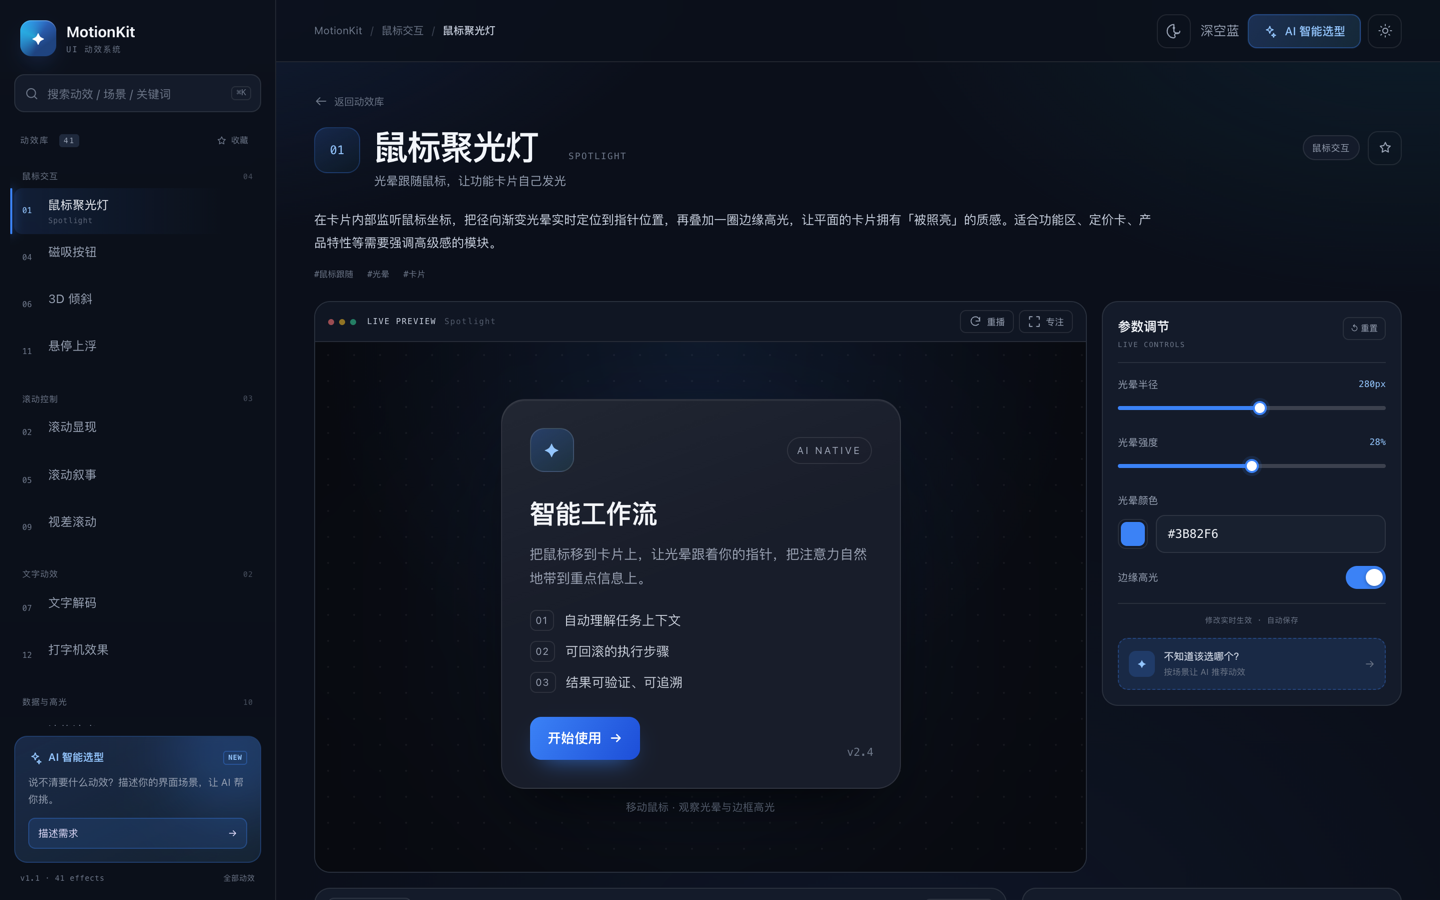 MotionKit
UI 动效系统
搜索动效 / 场景 / 关键词
⌘K
动效库 41
收藏
鼠标交互 04
01 鼠标聚光灯
Spotlight
04 磁吸按钮
06 3D 倾斜
11 悬停上浮
滚动控制 03
02 滚动显现
05 滚动叙事
09 视差滚动
文字动效 02
07 文字解码
12 打字机效果
数据与高光 10
AI 智能选型 NEW
说不清要什么动效？描述你的界面场景，让 AI 帮
你挑。
描述需求 →
v1.1 · 41 effects 全部动效
MotionKit / 鼠标交互 / 鼠标聚光灯
深空蓝
AI 智能选型
← 返回动效库
01 鼠标聚光灯 SPOTLIGHT
光晕跟随鼠标，让功能卡片自己发光
鼠标交互
在卡片内部监听鼠标坐标，把径向渐变光晕实时定位到指针位置，再叠加一圈边缘高光，让平面的卡片拥有「被照亮」的质感。适合功能区、定价卡、产
品特性等需要强调高级感的模块。
#鼠标跟随 #光晕 #卡片
LIVE PREVIEW Spotlight
重播 专注
AI NATIVE
智能工作流
把鼠标移到卡片上，让光晕跟着你的指针，把注意力自然
地带到重点信息上。
01 自动理解任务上下文
02 可回滚的执行步骤
03 结果可验证、可追溯
开始使用 →
v2.4
移动鼠标 · 观察光晕与边框高光
参数调节
LIVE CONTROLS
重置
光晕半径 280px
光晕强度 28%
光晕颜色
#3B82F6
边缘高光
修改实时生效 · 自动保存
不知道该选哪个？
按场景让 AI 推荐动效 →